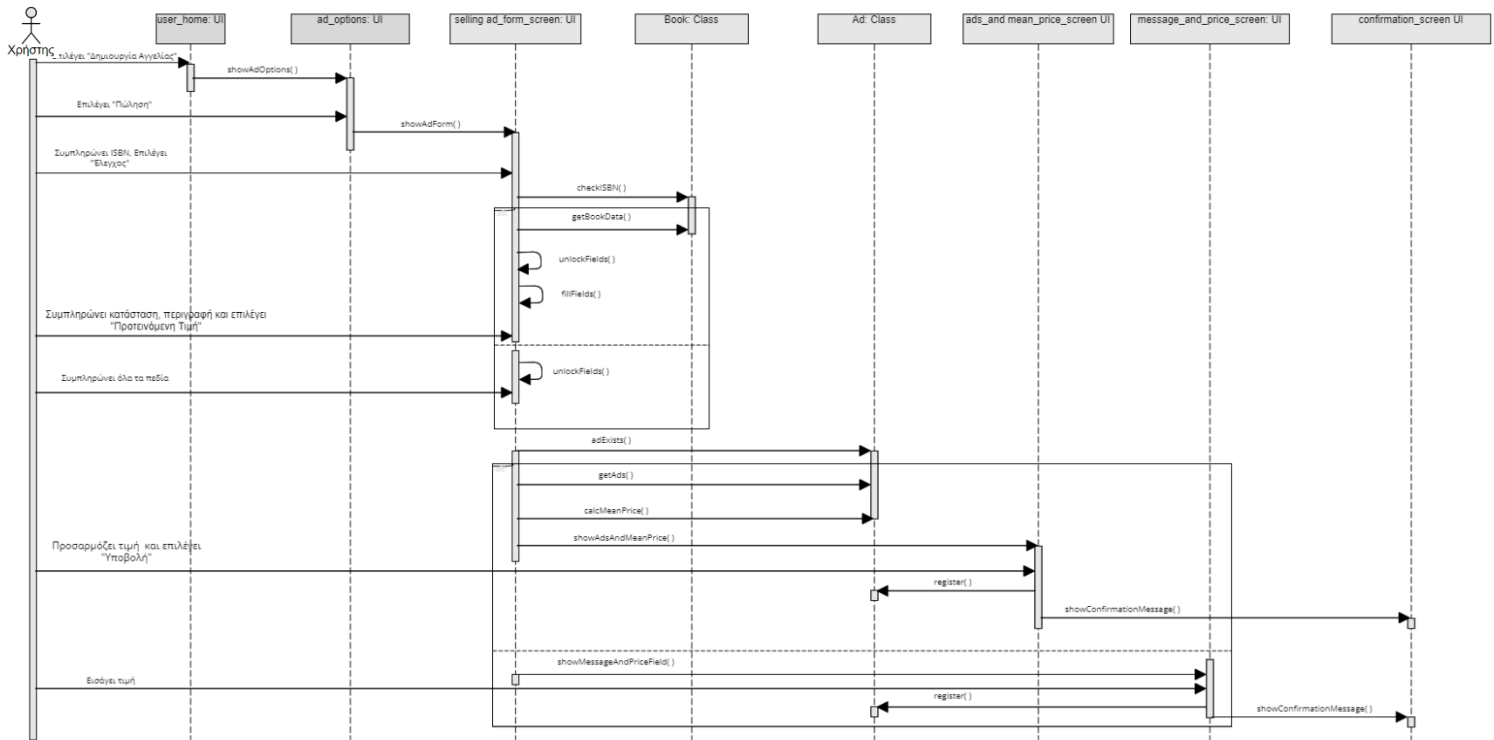 user_home: UI
ad_options: UI
selling ad_form_screen: UI
Book: Class
Ad: Class
ads_and mean_price_screen UI
message_and_price_screen: UI
confirmation_screen UI
Χρήστης
"Δημιουργία Αγγελίας"
showAdOptions( )
Επιλέγει "Πώληση"
showAdForm( )
Συμπληρώνει ISBN, Επιλέγει
"Έλεγχος"
checkISBN( )
getBookData( )
unlockFields( )
fillFields( )
Συμπληρώνει κατάσταση, περιγραφή και επιλέγει
"Προτεινόμενη Τιμή"
unlockFields( )
Συμπληρώνει όλα τα πεδία
adExists( )
getAds( )
calcMeanPrice( )
showAdsAndMeanPrice( )
Προσαρμόζει τιμή και επιλέγει
"Υποβολή"
register( )
showConfirmationMessage( )
showMessageAndPriceField( )
Εισάγει τιμή
register( )
showConfirmationMessage( )